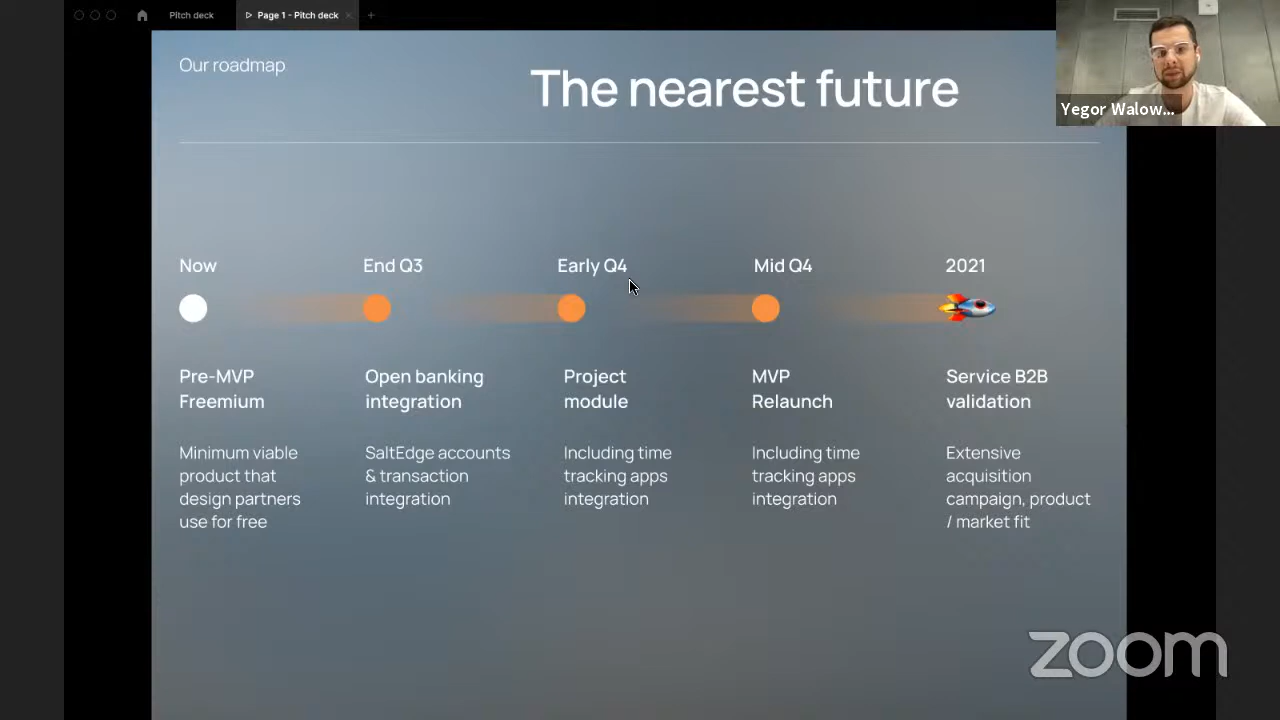 Pitch deck
Page 1 - Pitch deck
Our roadmap
The nearest future
Yegor Walow...
Now
End Q3
Early Q4
Mid Q4
2021
Pre-MVP
Freemium
Open banking
integration
Project
module
MVP
Relaunch
Service B2B
validation
Minimum viable
product that
design partners
use for free
SaltEdge accounts
& transaction
integration
Including time
tracking apps
integration
Including time
tracking apps
integration
Extensive
acquisition
campaign, product
/ market fit
zoom